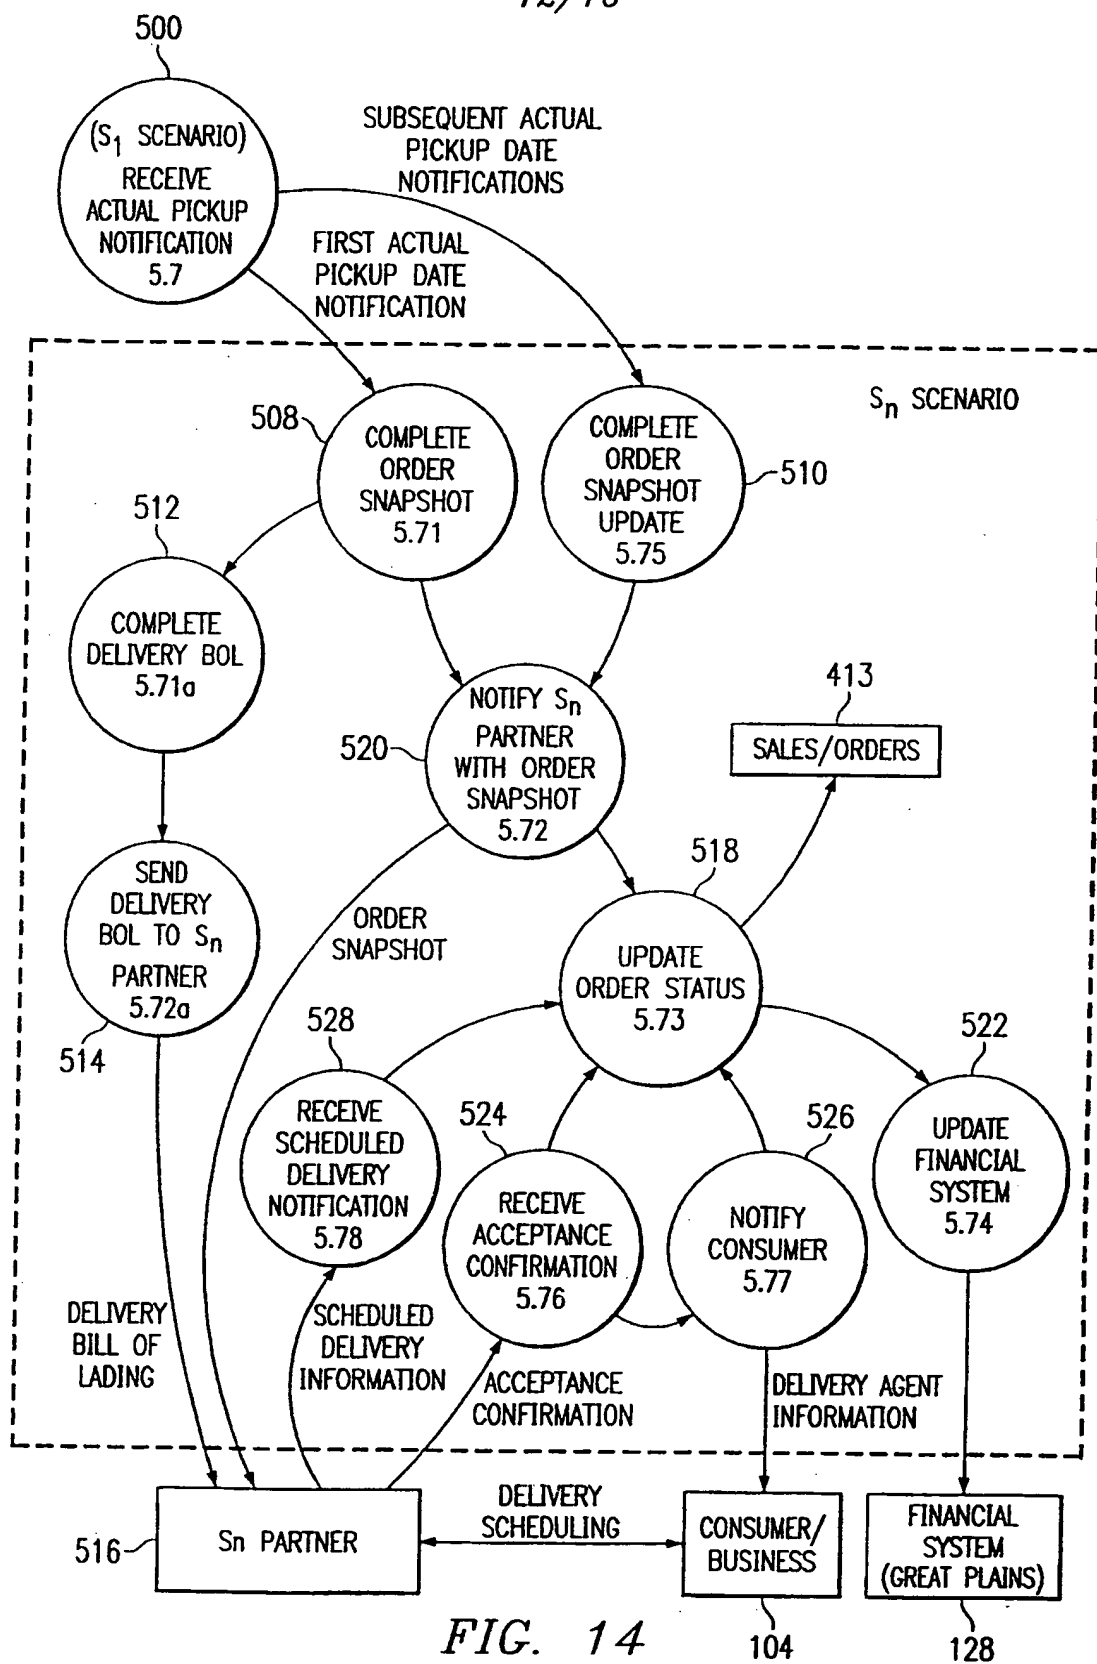 500
(S1 SCENARIO)
RECEIVE
ACTUAL PICKUP
NOTIFICATION
5.7
SUBSEQUENT ACTUAL
PICKUP DATE
NOTIFICATIONS
FIRST ACTUAL
PICKUP DATE
NOTIFICATION
Sn SCENARIO
508
COMPLETE
ORDER
SNAPSHOT
5.71
COMPLETE
ORDER
SNAPSHOT
UPDATE
5.75
510
512
COMPLETE
DELIVERY BOL
5.71a
520
NOTIFY Sn
PARTNER
WITH ORDER
SNAPSHOT
5.72
413
SALES/ORDERS
SEND
DELIVERY
BOL TO Sn
PARTNER
5.72a
514
ORDER
SNAPSHOT
518
UPDATE
ORDER STATUS
5.73
528
RECEIVE
SCHEDULED
DELIVERY
NOTIFICATION
5.78
524
RECEIVE
ACCEPTANCE
CONFIRMATION
5.76
526
NOTIFY
CONSUMER
5.77
522
UPDATE
FINANCIAL
SYSTEM
5.74
DELIVERY
BILL OF
LADING
SCHEDULED
DELIVERY
INFORMATION
ACCEPTANCE
CONFIRMATION
DELIVERY AGENT
INFORMATION
516
Sn PARTNER
DELIVERY
SCHEDULING
CONSUMER/
BUSINESS
104
FINANCIAL
SYSTEM
(GREAT PLAINS)
128
FIG. 14